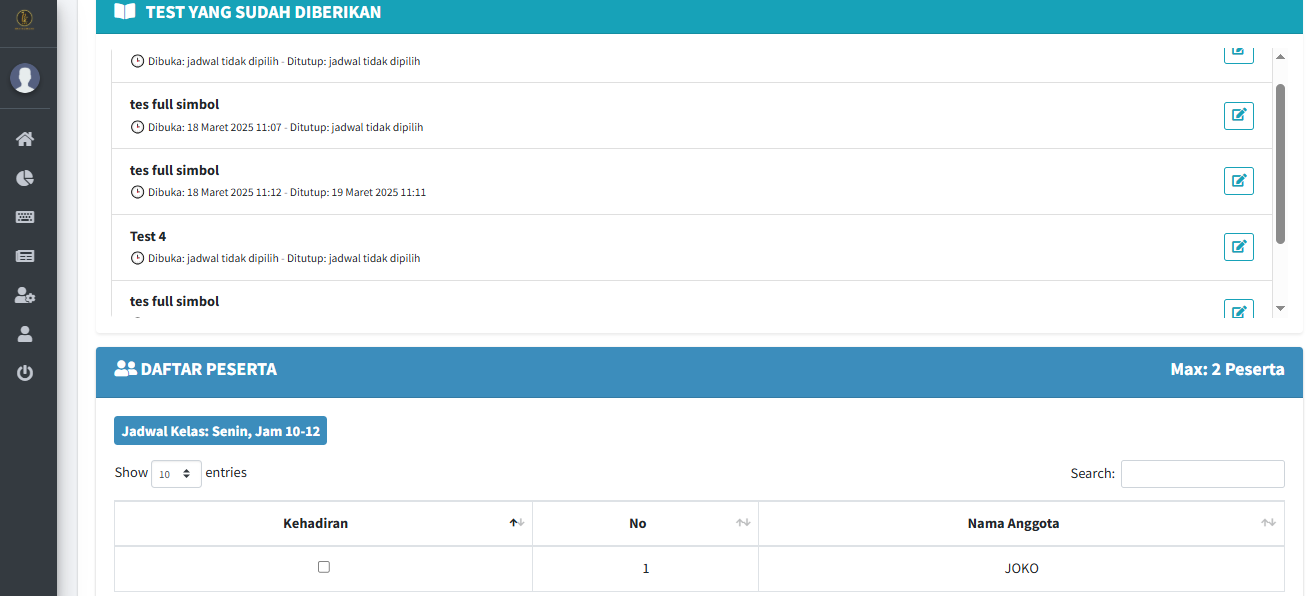 TEST YANG SUDAH DIBERIKAN
Dibuka: jadwal tidak dipilih - Ditutup: jadwal tidak dipilih
tes full simbol
Dibuka: 18 Maret 2025 11:07 - Ditutup: jadwal tidak dipilih
tes full simbol
Dibuka: 18 Maret 2025 11:12 - Ditutup: 19 Maret 2025 11:11
Test 4
Dibuka: jadwal tidak dipilih - Ditutup: jadwal tidak dipilih
tes full simbol
DAFTAR PESERTA Max: 2 Peserta
Jadwal Kelas: Senin, Jam 10-12
Show 10 entries Search:
Kehadiran No Nama Anggota
1 JOKO